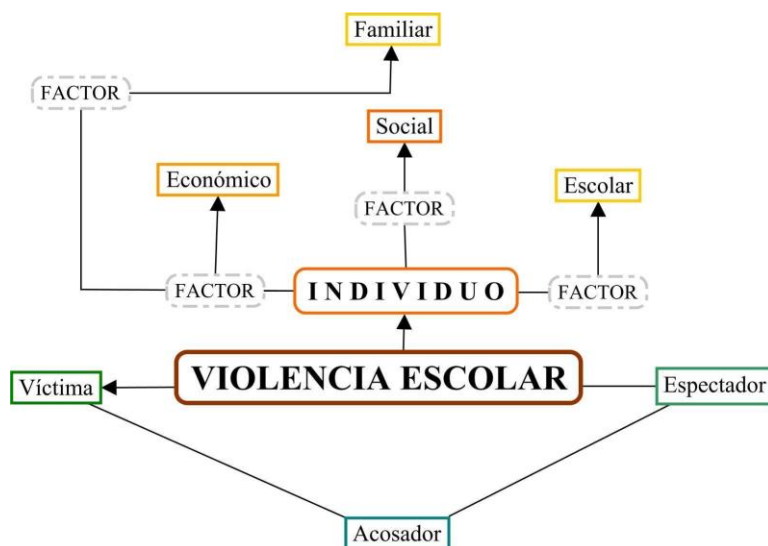 Familiar
FACTOR
Social
Económico
Escolar
FACTOR
FACTOR
INDIVIDUO
FACTOR
VIOLENCIA ESCOLAR
Víctima
Espectador
Acosador